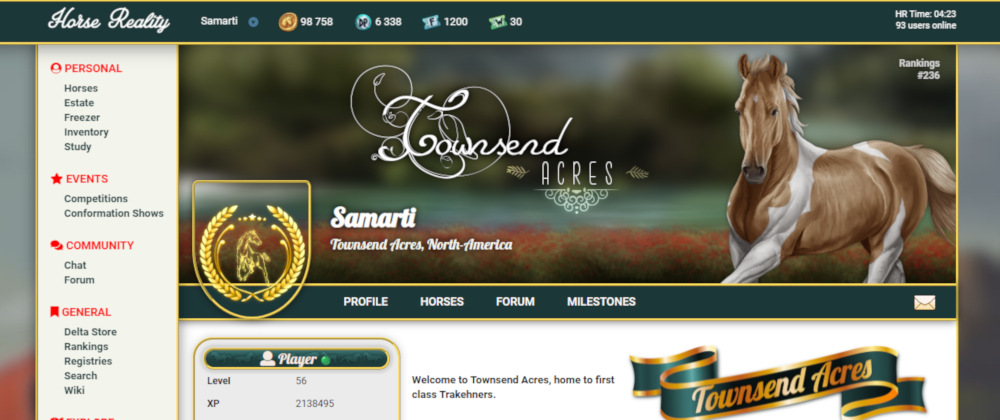 Horse Reality
Samarti
98 758
6 338
1200
30
HR Time: 04:23
93 users online
PERSONAL
Horses
Estate
Freezer
Inventory
Study
EVENTS
Competitions
Conformation Shows
COMMUNITY
Chat
Forum
GENERAL
Delta Store
Rankings
Registries
Search
Wiki
EXPLORE
Rankings
#236
Townsend
ACRES
Samarti
Townsend Acres, North-America
PROFILE
HORSES
FORUM
MILESTONES
Player
Level
56
XP
2138495
Welcome to Townsend Acres, home to first
class Trakehners.
Townsend Acres